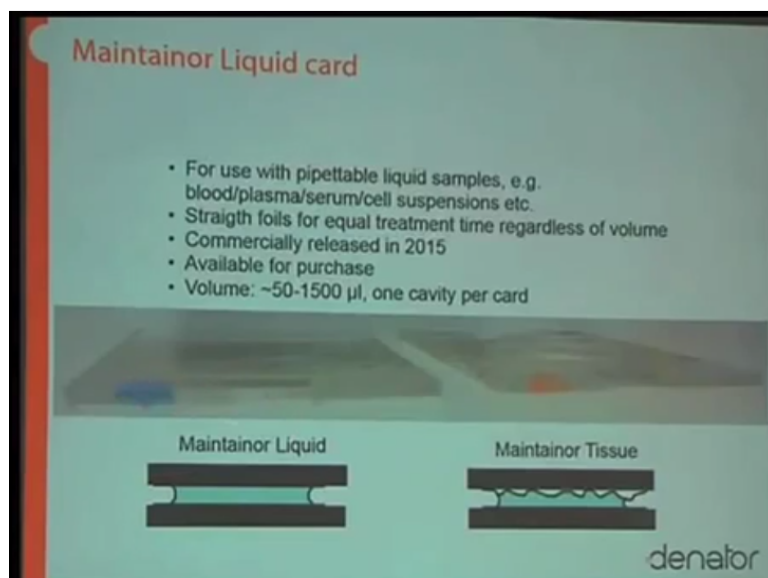 Maintainor Liquid card
• For use with pipettable liquid samples, e.g.
blood/plasma/serum/cell suspensions etc.
• Straigth foils for equal treatment time regardless of volume
• Commercially released in 2015
• Available for purchase
• Volume: ~50-1500 µl, one cavity per card
Maintainor Liquid
Maintainor Tissue
denator